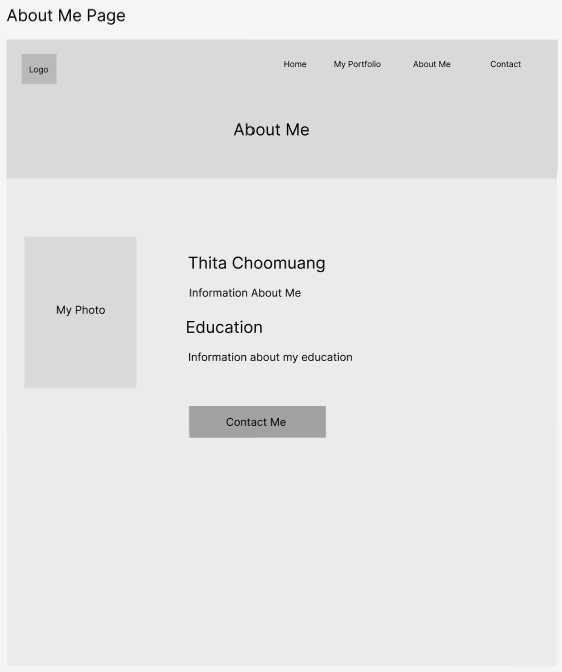 About Me Page
Logo
Home
My Portfolio
About Me
Contact
About Me
My Photo
Thita Choomuang
Information About Me
Education
Information about my education
Contact Me